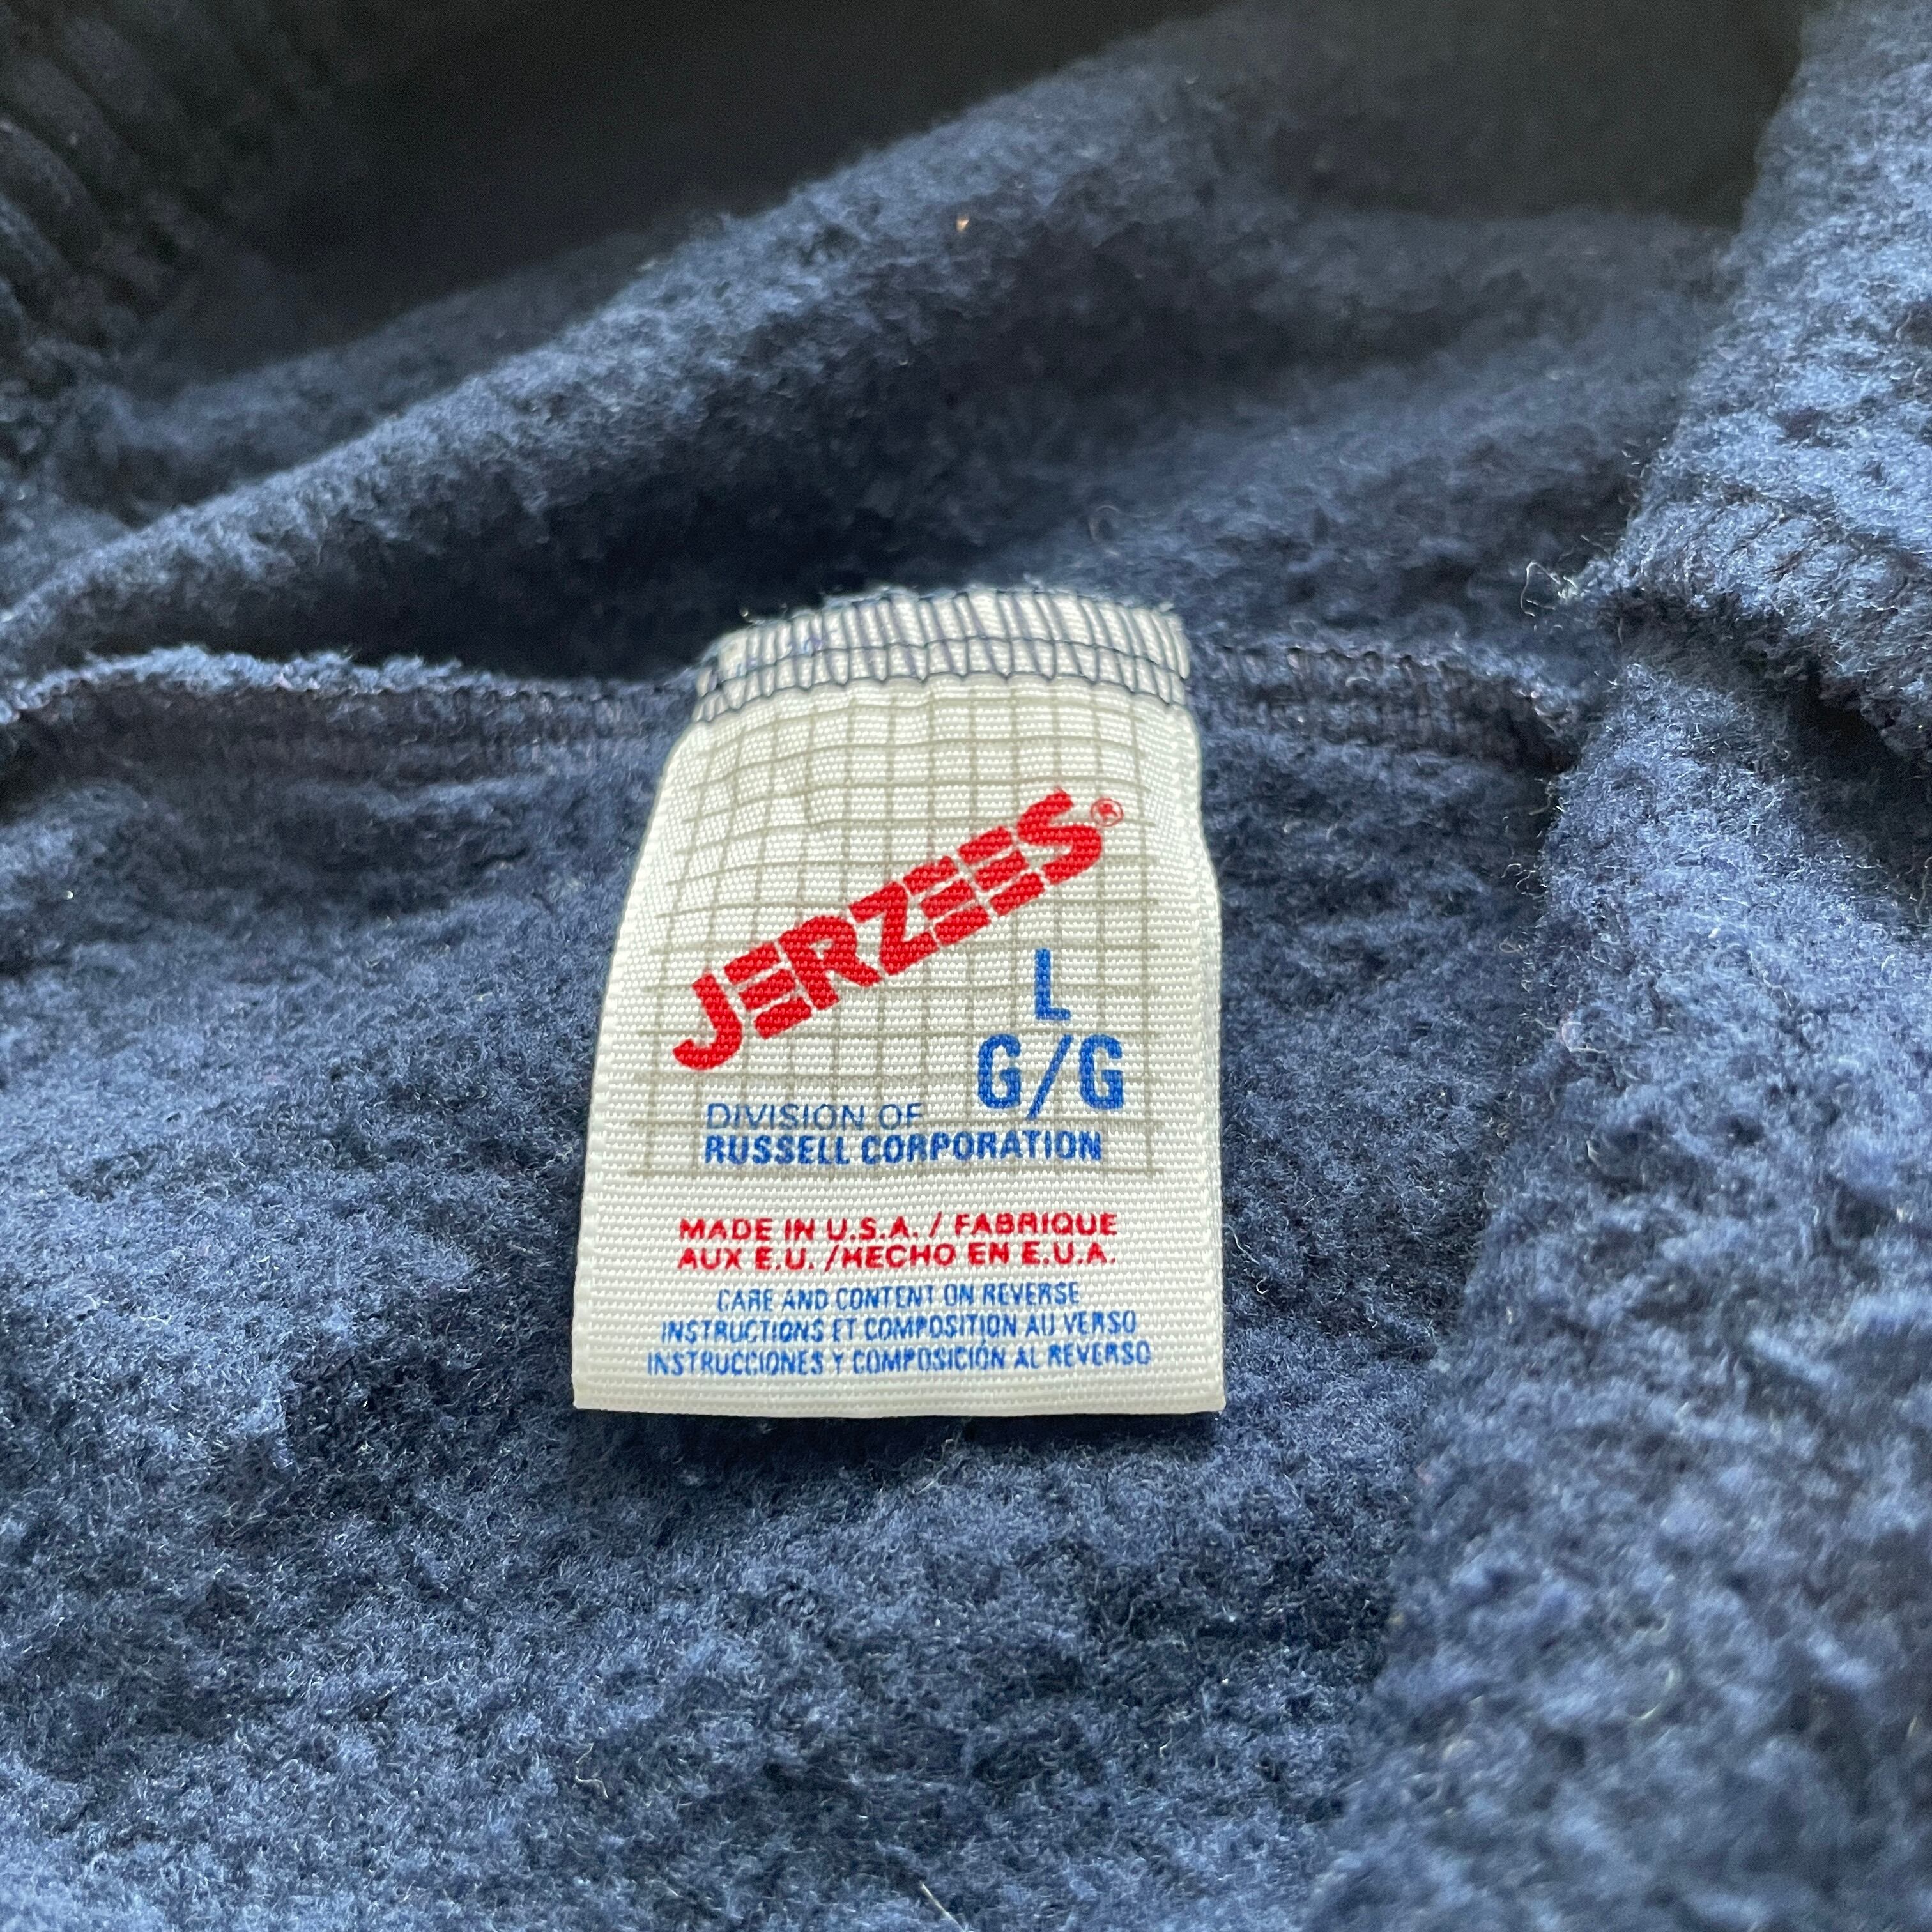 JERZEES®
L
G/G
DIVISION OF
RUSSELL CORPORATION
MADE IN U.S.A. / FABRIQUE
AUX E.U. /HECHO EN E.U.A.
CARE AND CONTENT ON REVERSE
INSTRUCTIONS ET COMPOSITION AU VERSO
INSTRUCCIONES Y COMPOSICIÓN AL REVERSO